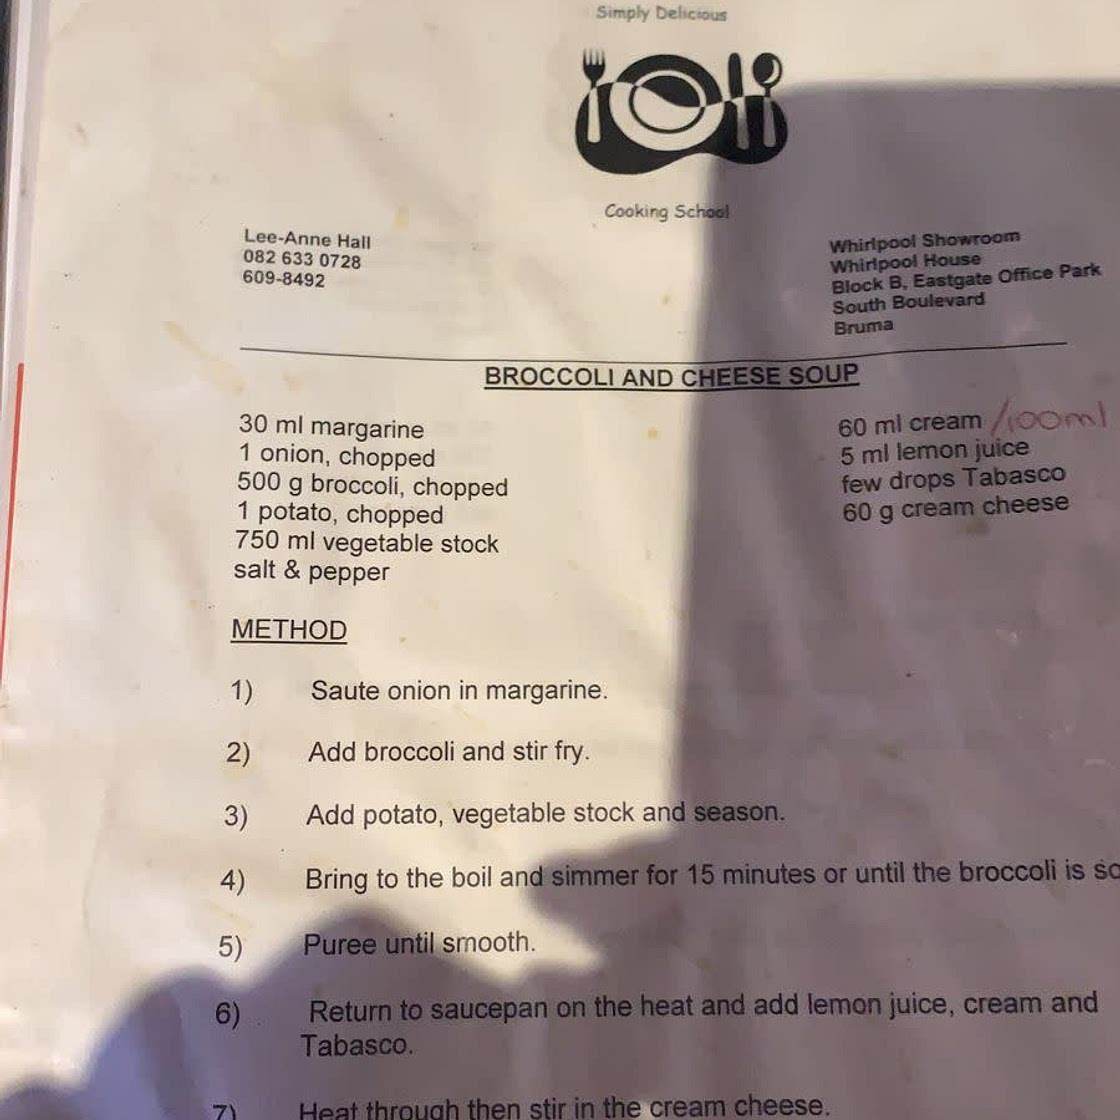 Simply Delicious
Cooking School
Lee-Anne Hall
082 633 0728
609-8492
Whirlpool Showroom
Whirlpool House
Block B, Eastgate Office Park
South Boulevard
Bruma
BROCCOLI AND CHEESE SOUP
30 ml margarine
1 onion, chopped
500 g broccoli, chopped
1 potato, chopped
750 ml vegetable stock
salt & pepper
60 ml cream /100ml
5 ml lemon juice
few drops Tabasco
60 g cream cheese
METHOD
1) Saute onion in margarine.
2) Add broccoli and stir fry.
3) Add potato, vegetable stock and season.
4) Bring to the boil and simmer for 15 minutes or until the broccoli is so
5) Puree until smooth.
6) Return to saucepan on the heat and add lemon juice, cream and
Tabasco.
7) Heat through then stir in the cream cheese.